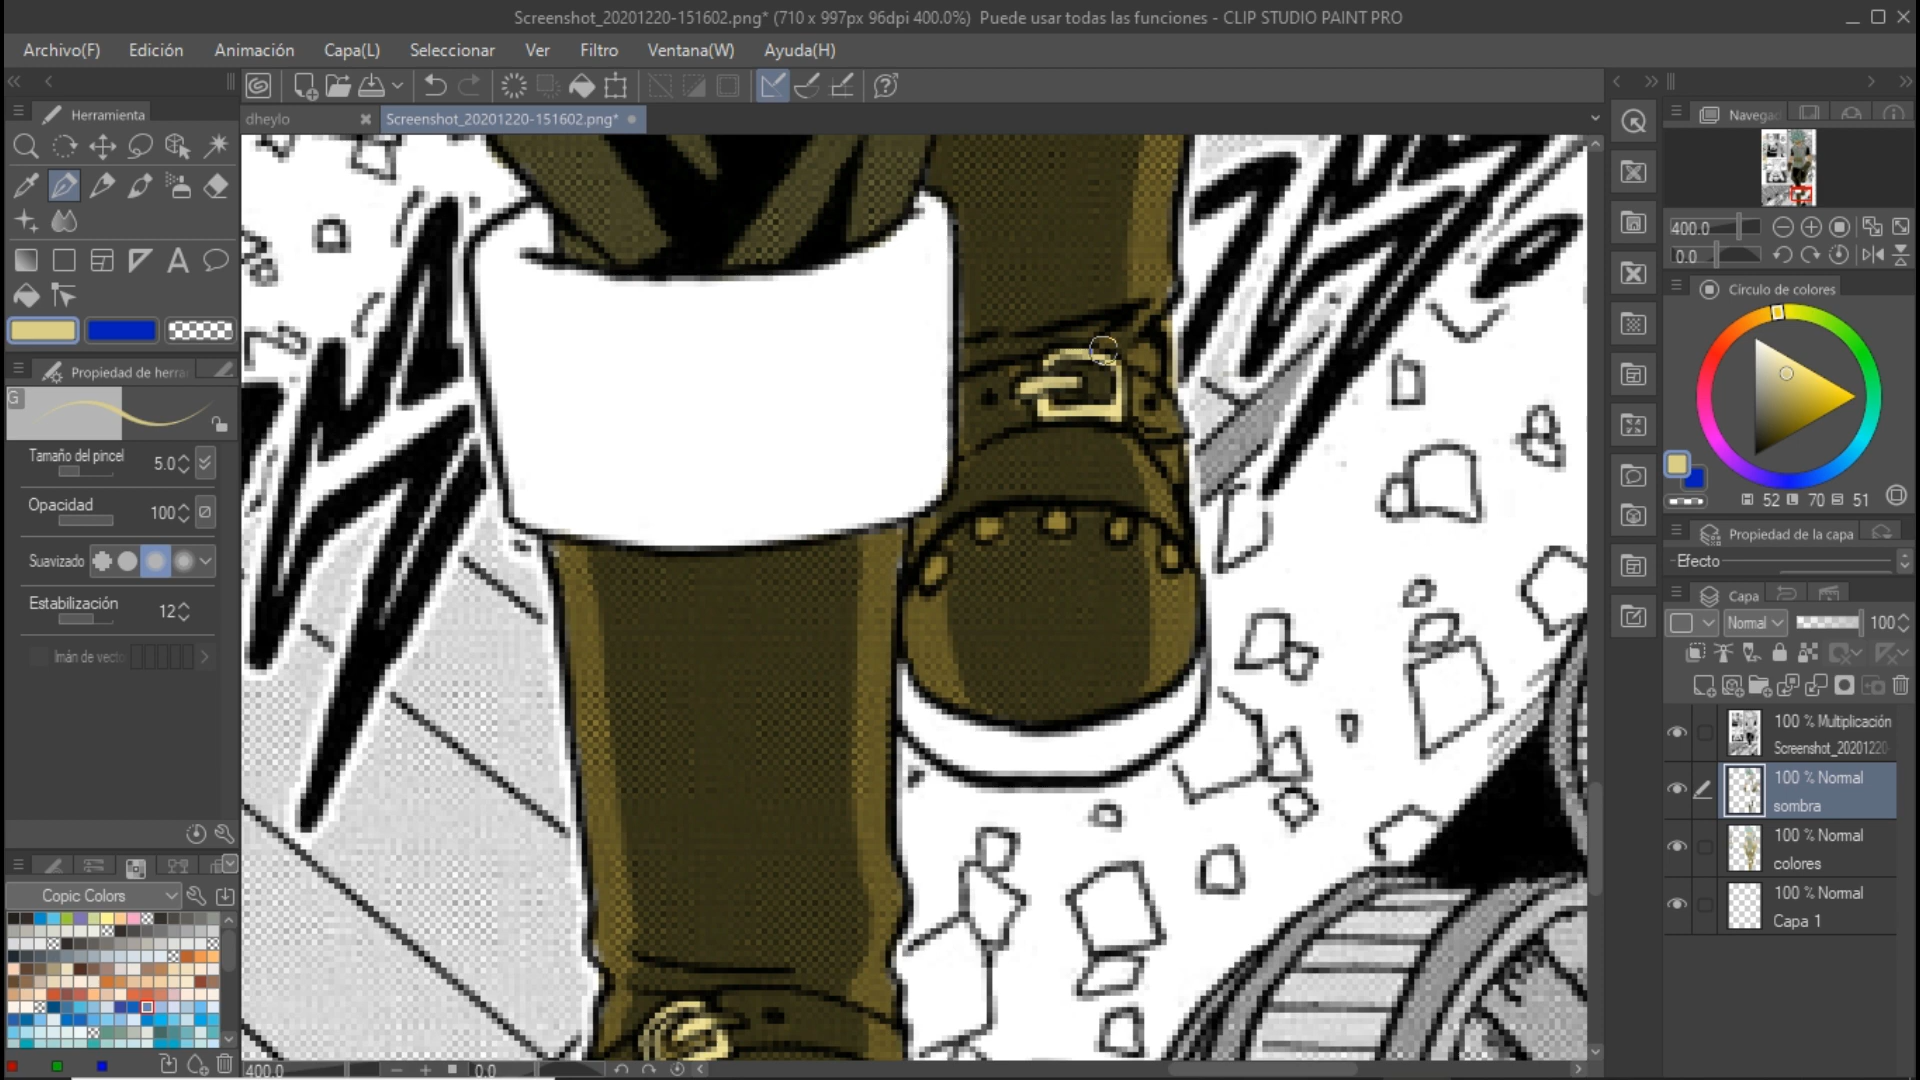 Screenshot_20201220-151602.png* (710 x 997px 96dpi 400.0%)  Puede usar todas las funciones - CLIP STUDIO PAINT PRO
Archivo(F) Edición Animación Capa(L) Seleccionar Ver Filtro Ventana(W) Ayuda(H)
Herramienta
dheylo
Screenshot_20201220-151602.png*
Navegad
400.0
0.0
Círculo de colores
H 52 L 70 S 51
Propiedad de herra
G
Tamaño del pincel 5.0
Opacidad 100
Suavizado
Estabilización 12
Imán de vecto
Copic Colors
Propiedad de la capa
Efecto
Capa
Normal 100
100 % Multiplicación
Screenshot_20201220-
100 % Normal
sombra
100 % Normal
colores
100 % Normal
Capa 1
400.0 0.0